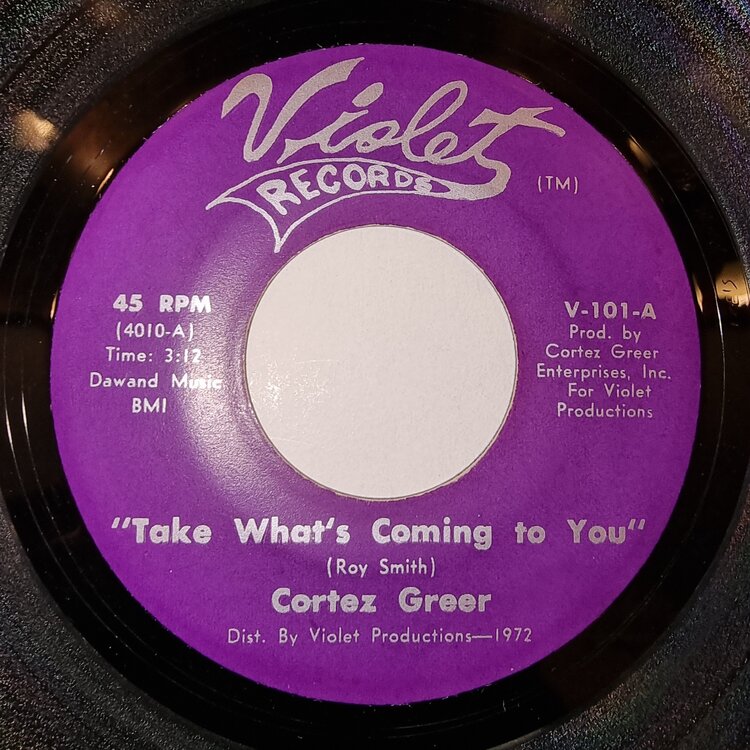 Violet
RECORDS
(TM)
45 RPM
(4010-A)
Time: 3:12
Dawand Music
BMI
V-101-A
Prod. by
Cortez Greer
Enterprises, Inc.
For Violet
Productions
"Take What's Coming to You"
(Roy Smith)
Cortez Greer
Dist. By Violet Productions—1972